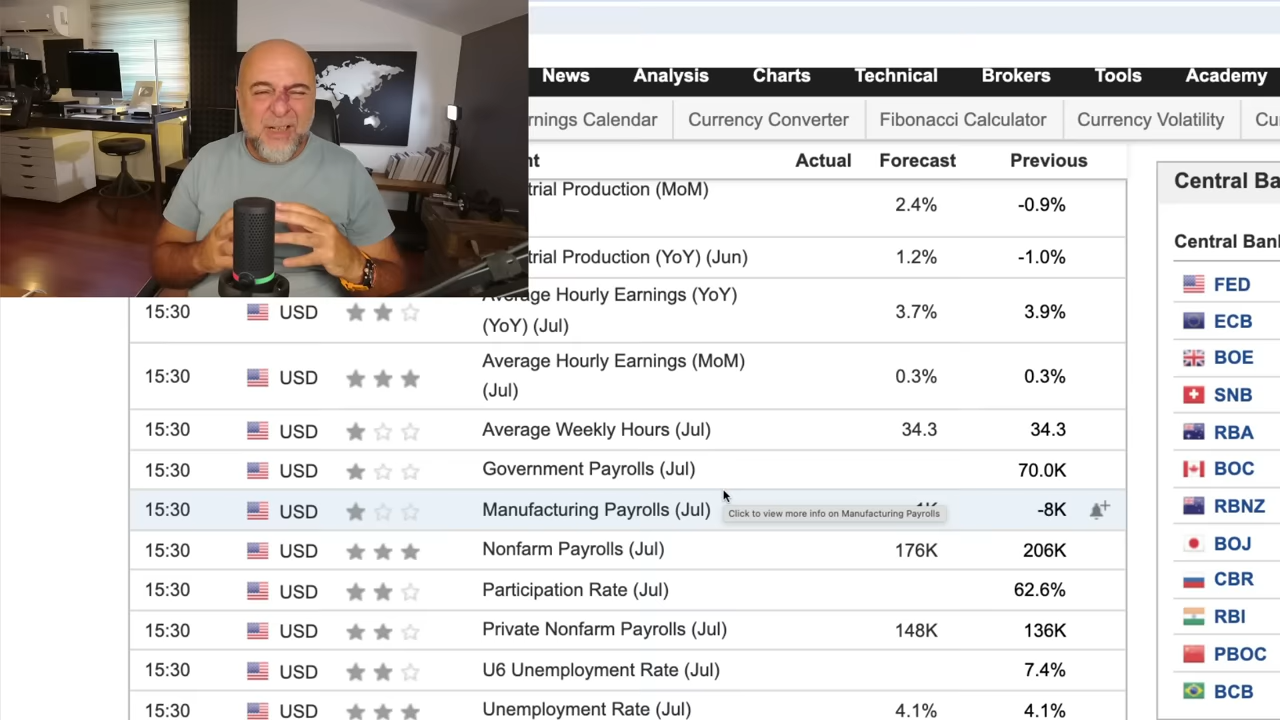 News Analysis Charts Technical Brokers Tools Academy
rnings Calendar Currency Converter Fibonacci Calculator Currency Volatility Cu
nt Actual Forecast Previous
trial Production (MoM)
2.4% -0.9%
trial Production (YoY) (Jun) 1.2% -1.0%
15:30 USD Average Hourly Earnings (YoY)
(YoY) (Jul) 3.7% 3.9%
15:30 USD Average Hourly Earnings (MoM)
(Jul) 0.3% 0.3%
15:30 USD Average Weekly Hours (Jul) 34.3 34.3
15:30 USD Government Payrolls (Jul) 70.0K
15:30 USD Manufacturing Payrolls (Jul) -8K
Click to view more info on Manufacturing Payrolls
15:30 USD Nonfarm Payrolls (Jul) 176K 206K
15:30 USD Participation Rate (Jul) 62.6%
15:30 USD Private Nonfarm Payrolls (Jul) 148K 136K
15:30 USD U6 Unemployment Rate (Jul) 7.4%
15:30 USD Unemployment Rate (Jul) 4.1% 4.1%
Central Ba
Central Bank
FED
ECB
BOE
SNB
RBA
BOC
RBNZ
BOJ
CBR
RBI
PBOC
BCB